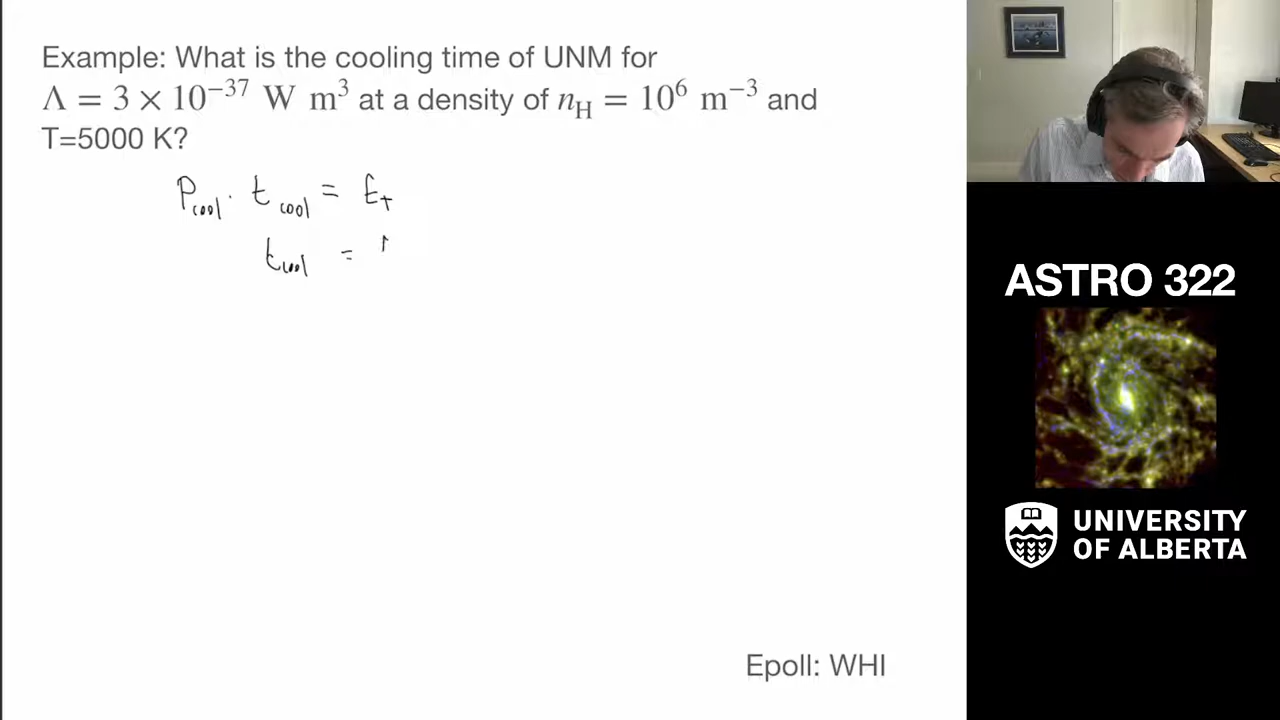 Example: What is the cooling time of UNM for
Λ = 3 × 10⁻³⁷ W m³ at a density of n_H = 10⁶ m⁻³ and
T=5000 K?
P_cool · t_cool = E_T
t_cool =
ASTRO 322
UNIVERSITY
OF ALBERTA
Epoll: WHI